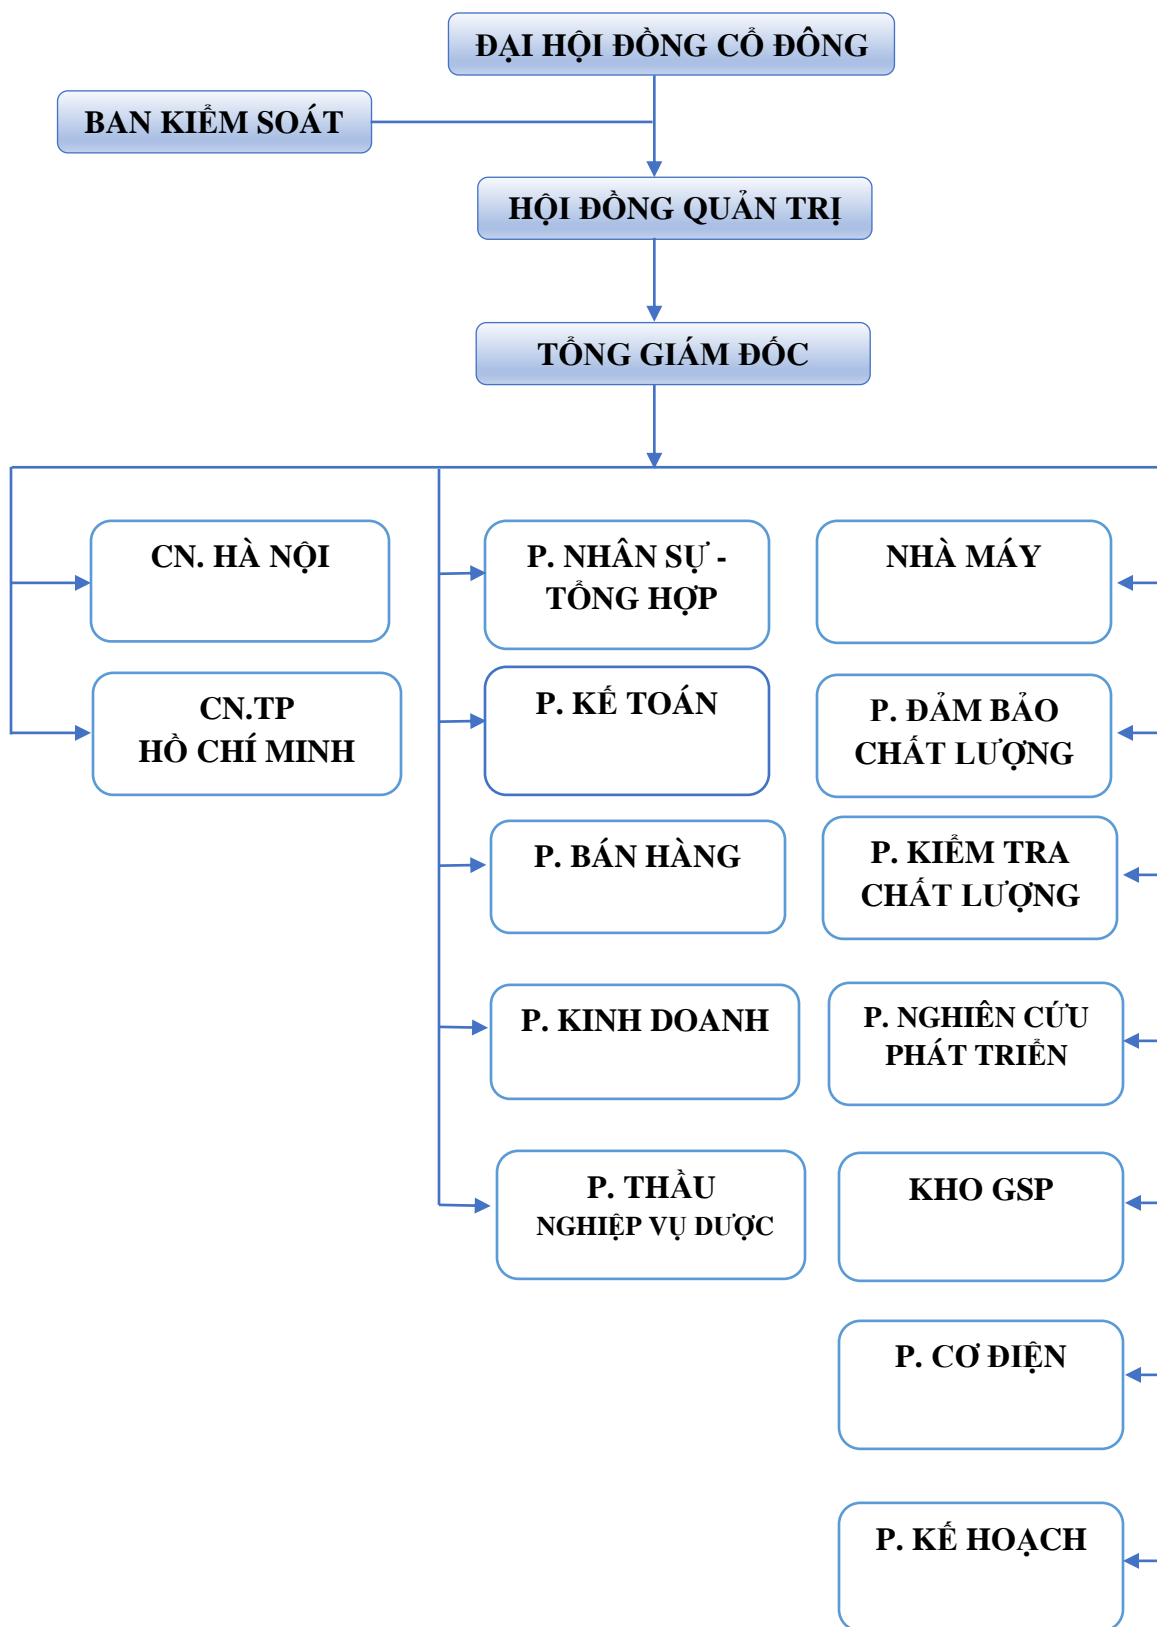 ĐẠI HỘI ĐỒNG CỔ ĐÔNG
BAN KIỂM SOÁT
HỘI ĐỒNG QUẢN TRỊ
TỔNG GIÁM ĐỐC
CN. HÀ NỘI
CN.TP
HỒ CHÍ MINH
P. NHÂN SỰ -
TỔNG HỢP
P. KẾ TOÁN
P. BÁN HÀNG
P. KINH DOANH
P. THẦU
NGHIỆP VỤ DƯỢC
NHÀ MÁY
P. ĐẢM BẢO
CHẤT LƯỢNG
P. KIỂM TRA
CHẤT LƯỢNG
P. NGHIÊN CỨU
PHÁT TRIỂN
KHO GSP
P. CƠ ĐIỆN
P. KẾ HOẠCH